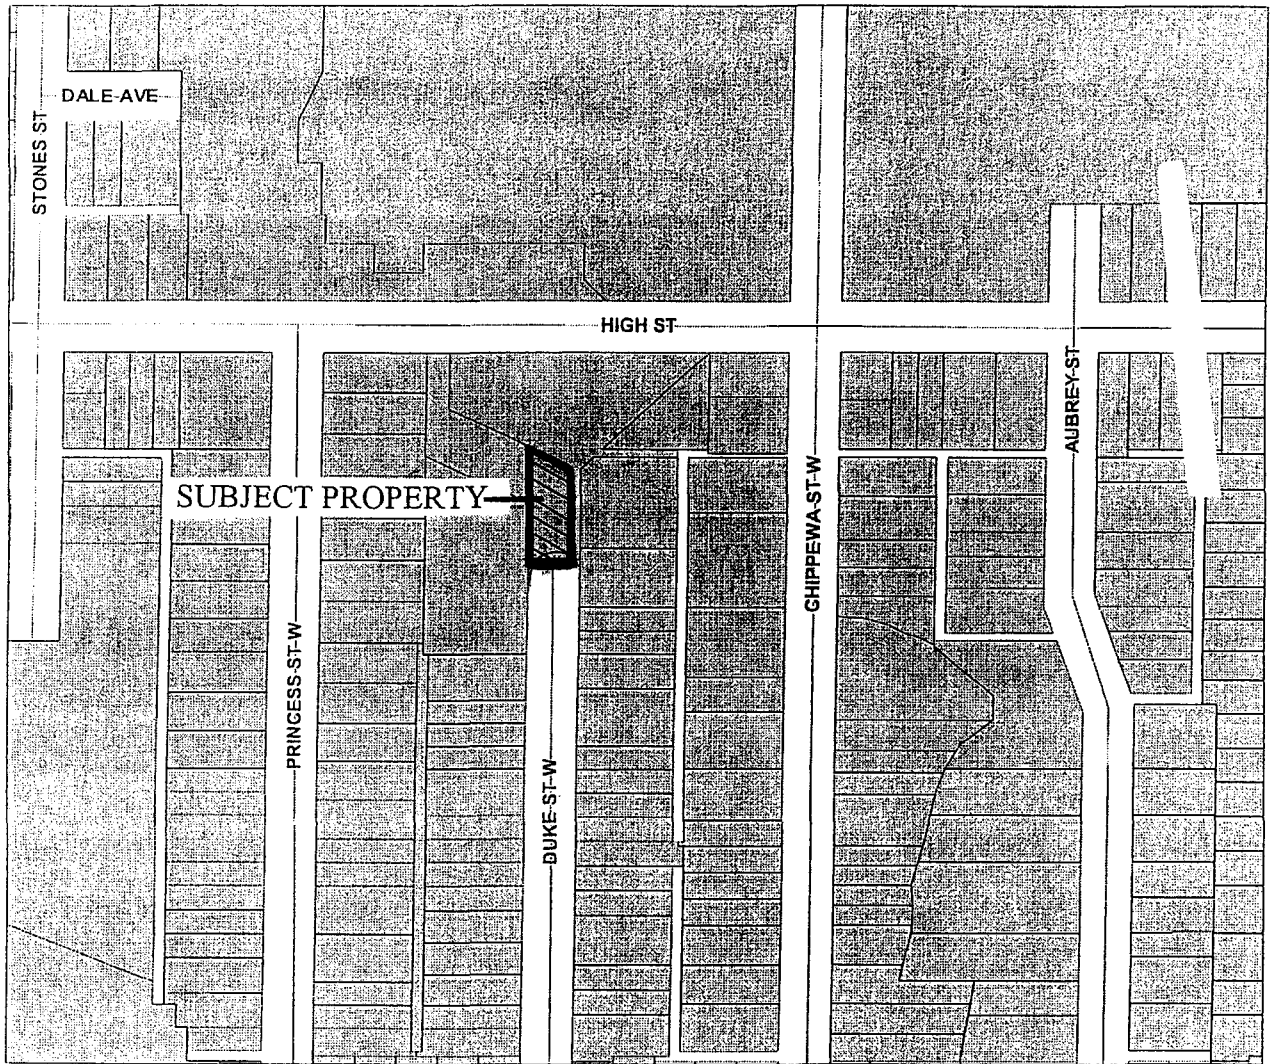 DALE AVE
STONES ST
HIGH ST
AUBREY ST
SUBJECT PROPERTY
CHIPPEWA ST W
PRINCESS ST W
DUKE ST W